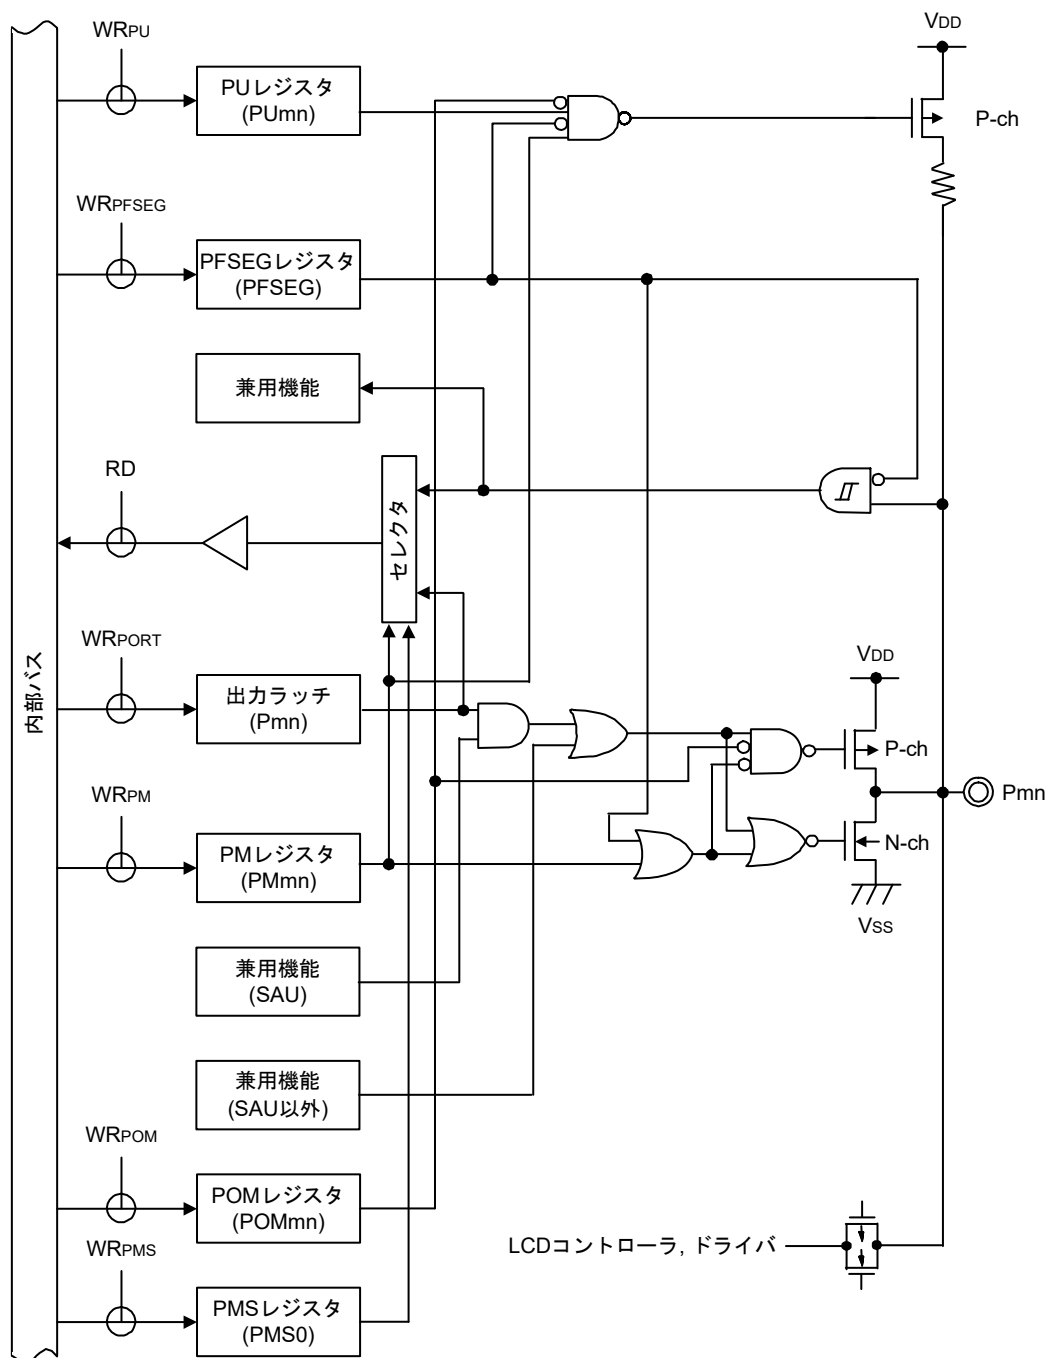 WRPU
PUレジスタ
(PUmn)
VDD
P-ch
WRPFSEG
PFSEGレジスタ
(PFSEG)
兼用機能
RD
セレクタ
内部バス
WRPORT
出力ラッチ
(Pmn)
VDD
P-ch
Pmn
N-ch
VSS
WRPM
PMレジスタ
(PMmn)
兼用機能
(SAU)
兼用機能
(SAU以外)
WRPOM
POMレジスタ
(POMmn)
LCDコントローラ, ドライバ
WRPMS
PMSレジスタ
(PMS0)